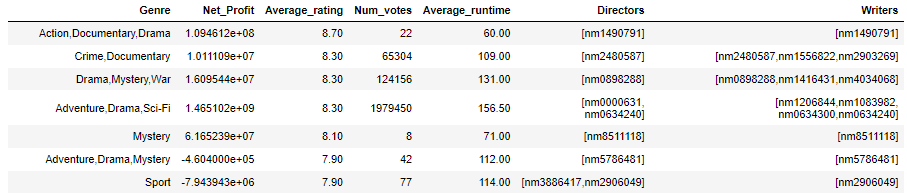 Genre Net_Profit Average_rating Num_votes Average_runtime Directors Writers
Action,Documentary,Drama 1.094612e+08 8.70 22 60.00 [nm1490791] [nm1490791]
Crime,Documentary 1.011109e+07 8.30 65304 109.00 [nm2480587] [nm2480587,nm1556822,nm2903269]
Drama,Mystery,War 1.609544e+07 8.30 124156 131.00 [nm0898288] [nm0898288,nm1416431,nm4034068]
Adventure,Drama,Sci-Fi 1.465102e+09 8.30 1979450 156.50 [nm0000631, nm0634240] [nm1206844,nm1083982, nm0634300,nm0634240]
Mystery 6.165239e+07 8.10 8 71.00 [nm8511118] [nm8511118]
Adventure,Drama,Mystery -4.604000e+05 7.90 42 112.00 [nm5786481] [nm5786481]
Sport -7.943943e+06 7.90 77 114.00 [nm3886417,nm2906049] [nm2906049]